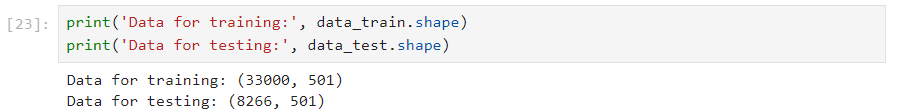 [23]: print('Data for training:', data_train.shape)
print('Data for testing:', data_test.shape)
Data for training: (33000, 501)
Data for testing: (8266, 501)